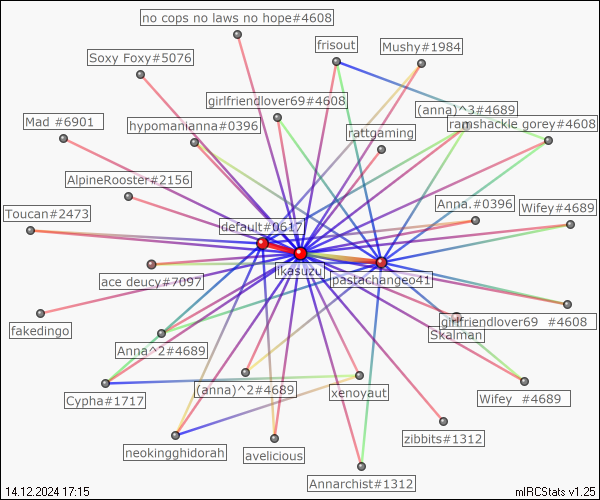 no cops no laws no hope#4608
frisout
Mushy#1984
Soxy Foxy#5076
girlfriendlover69#4608
(anna)^3#4689
ramshackle gorey#4608
Mad #6901
hypomanianna#0396
rattgaming
AlpineRooster#2156
Toucan#2473
default#0617
Anna.#0396
Wifey#4689
ikasuzu
pastachange041
ace deucy#7097
fakedingo
girlfriendlover69 #4608
Skalman
Anna^2#4689
Cypha#1717
(anna)^2#4689
xenoyaut
Wifey #4689
neokingghidorah
avelicious
zibbits#1312
Annarchist#1312
14.12.2024 17:15
mIRCStats v1.25